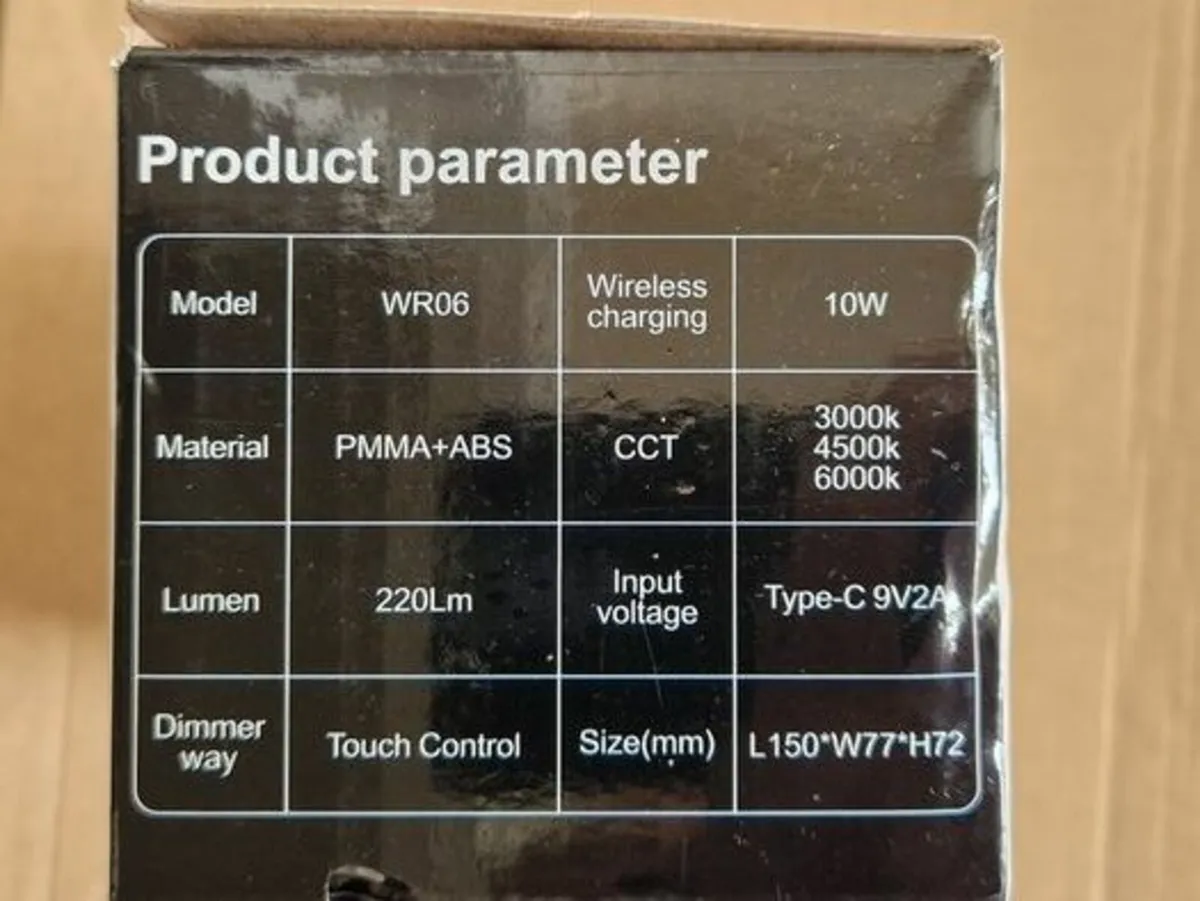 Product parameter
Model
WR06
Wireless
charging
10W
Material
PMMA+ABS
CCT
3000k
4500k
6000k
Lumen
220Lm
Input
voltage
Type-C 9V2A
Dimmer
way
Touch Control
Size(mm)
L150*W77*H72